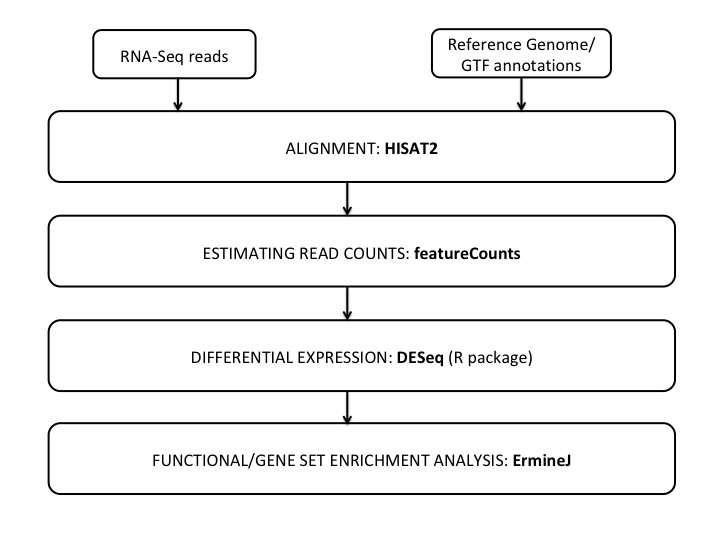 RNA-Seq reads
Reference Genome/
GTF annotations
ALIGNMENT: HISAT2
ESTIMATING READ COUNTS: featureCounts
DIFFERENTIAL EXPRESSION: DESeq (R package)
FUNCTIONAL/GENE SET ENRICHMENT ANALYSIS: ErmineJ